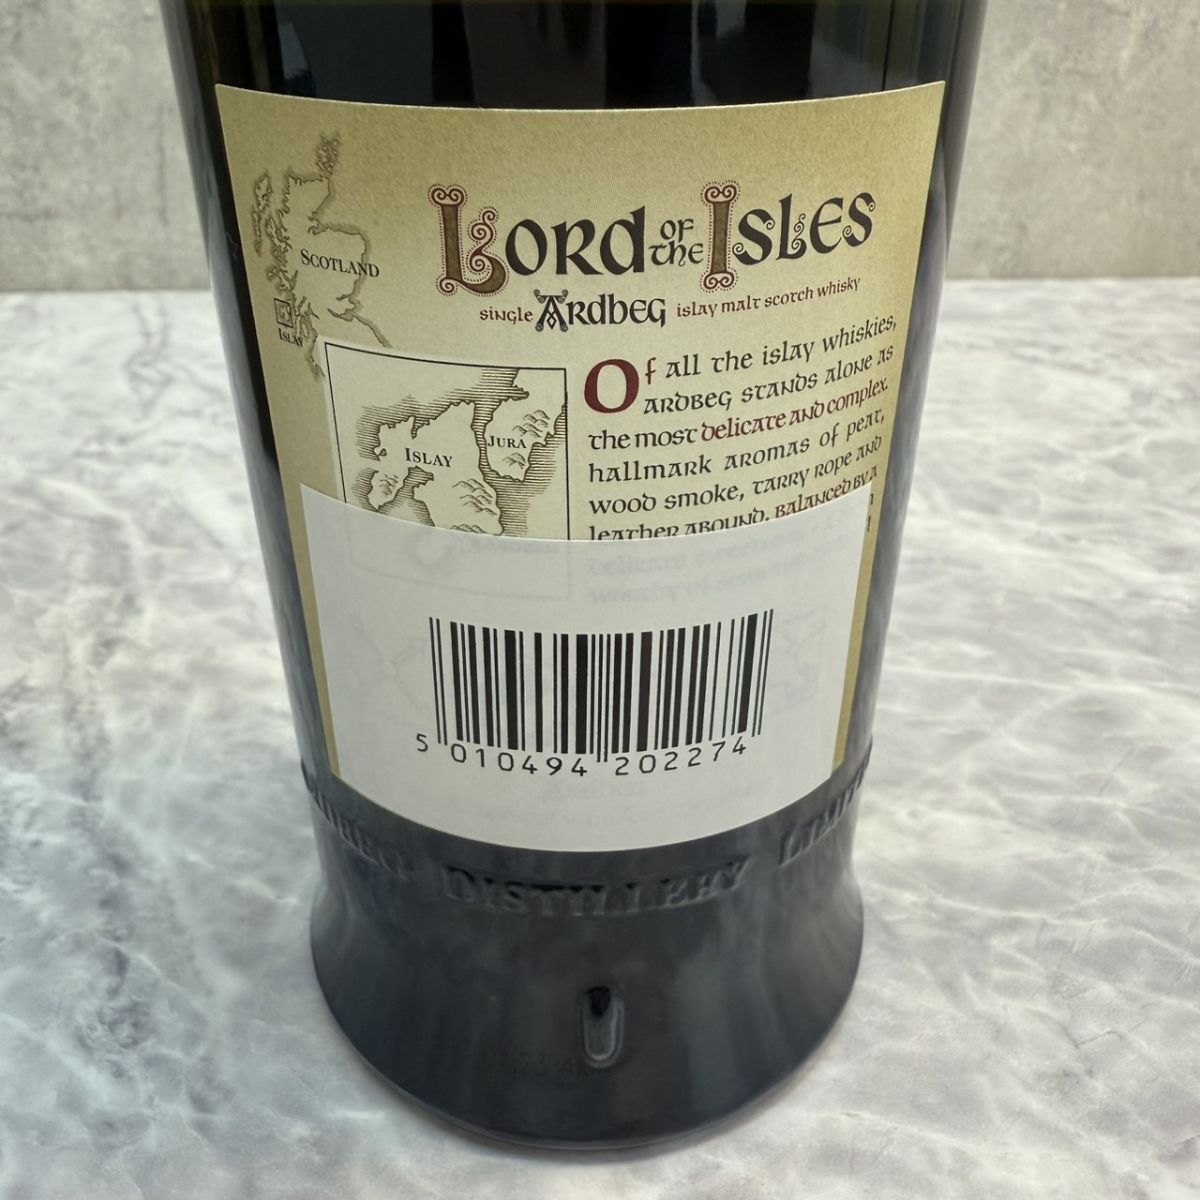 SCOTLAND
ISLAY
LORD OF THE ISLES
SINGLE ARDBEG ISLAY MALT SCOTCH WHISKY
ISLAY
JURA
OF ALL THE ISLAY WHISKIES,
ARDBEG STANDS ALONE AS
THE MOST DELICATE AND COMPLEX.
HALLMARK AROMAS OF PEAT,
WOOD SMOKE, TARRY ROPE AND
LEATHER ABOUND, BALANCED BY A
5 010494 202274
DISTILLERY